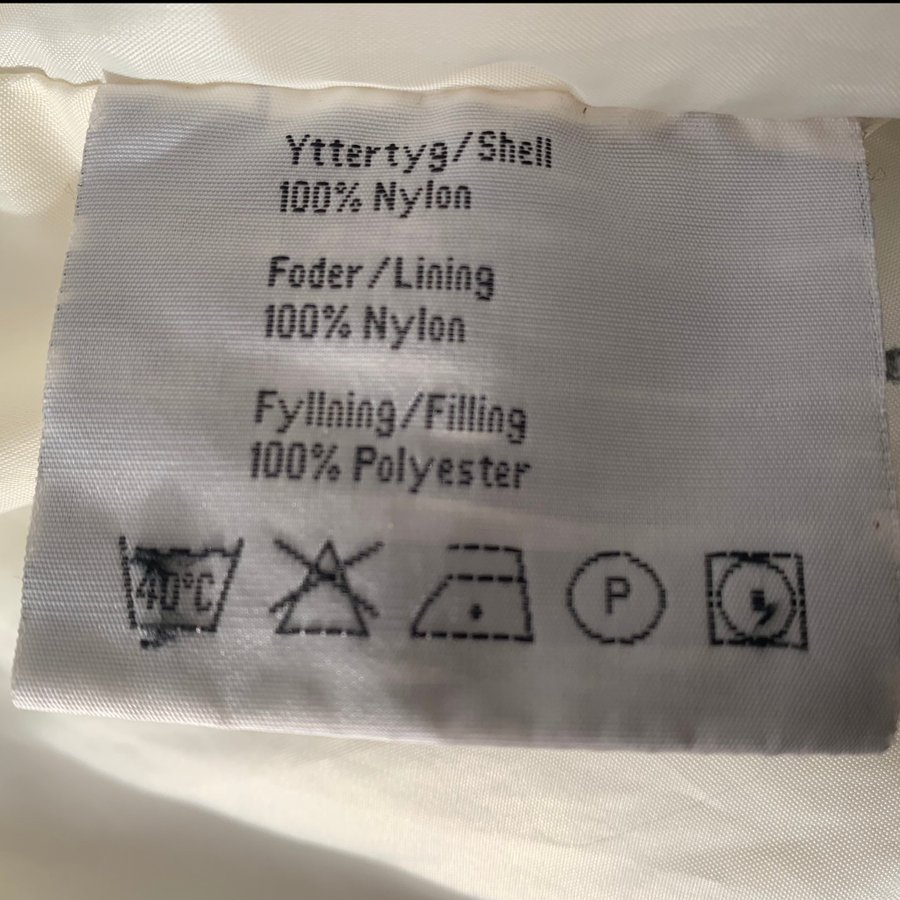 Yttertyg/Shell
100% Nylon
Foder/Lining
100% Nylon
Fyllning/Filling
100% Polyester
40°C
P